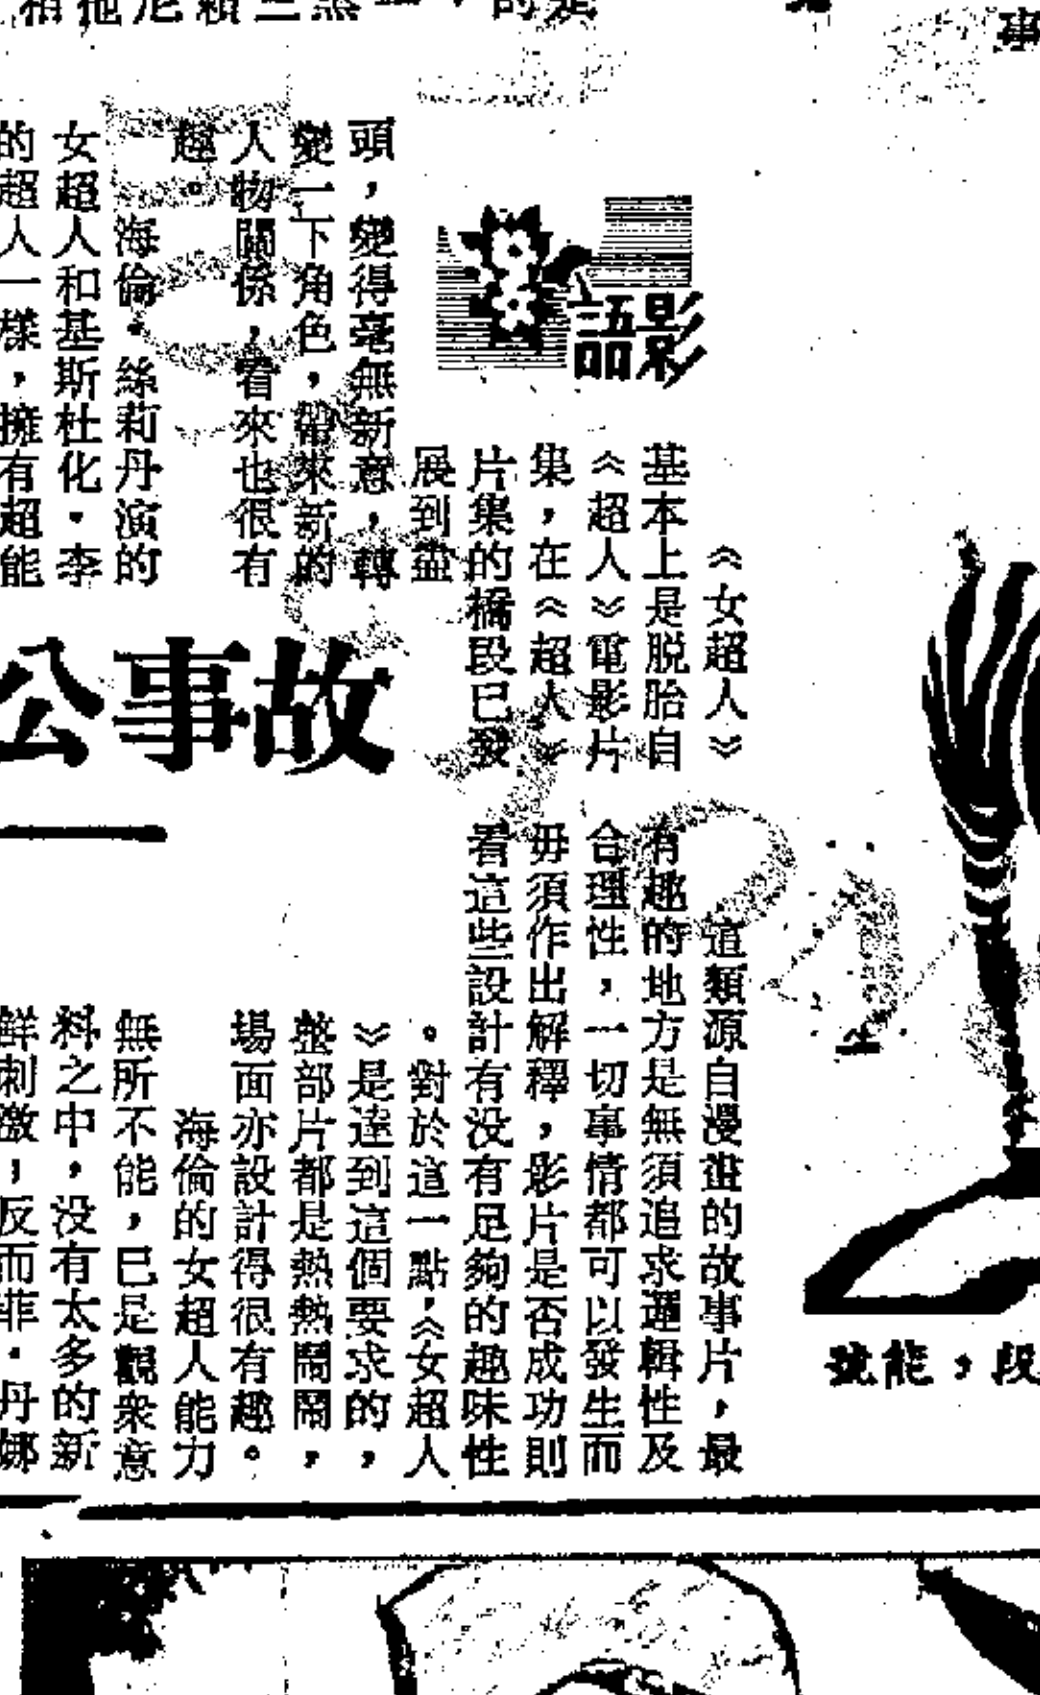 影語
《女超人》
基本上是脱胎自
《超人》電影片
集，在《超人》
片集的橋段已發
展到盡
頭，變得毫無新意，轉
變一下角色，帶來新的
人物關係，看來也很有
趣。
海倫·絲莉丹演的
女超人和基斯杜化·李
的超人一樣，擁有超能
故事公
這類源自漫畫的故事片，最
有趣的地方是無須追求邏輯性及
合理性，一切事情都可以發生而
毋須作出解釋，影片是否成功則
看這些設計有没有足夠的趣味性
。對於這一點，《女超人
》是達到這個要求的，
整部片都是熱熱鬧鬧，
場面亦設計得很有趣。
海倫的女超人能力
無所不能，已是觀衆意
料之中，没有太多的新
鮮刺激，反而菲·丹娜
段，能號
事